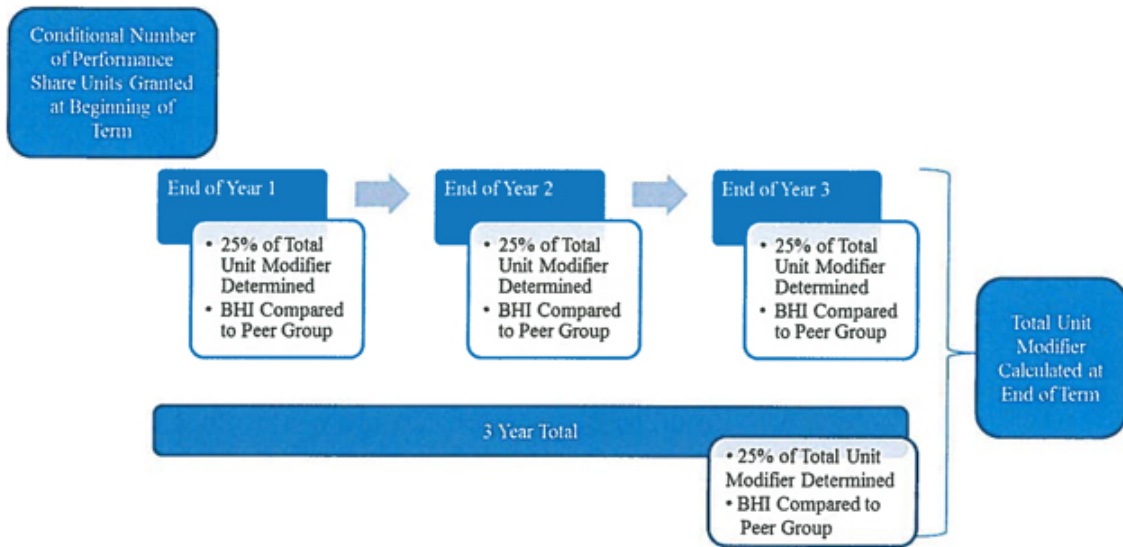 Conditional Number
of Performance
Share Units Granted
at Beginning of
Term
End of Year 1
• 25% of Total
Unit Modifier
Determined
• BHI Compared
to Peer Group
End of Year 2
• 25% of Total
Unit Modifier
Determined
• BHI Compared
to Peer Group
End of Year 3
• 25% of Total
Unit Modifier
Determined
• BHI Compared
to Peer Group
3 Year Total
• 25% of Total Unit
Modifier Determined
• BHI Compared to
Peer Group
Total Unit
Modifier
Calculated at
End of Term